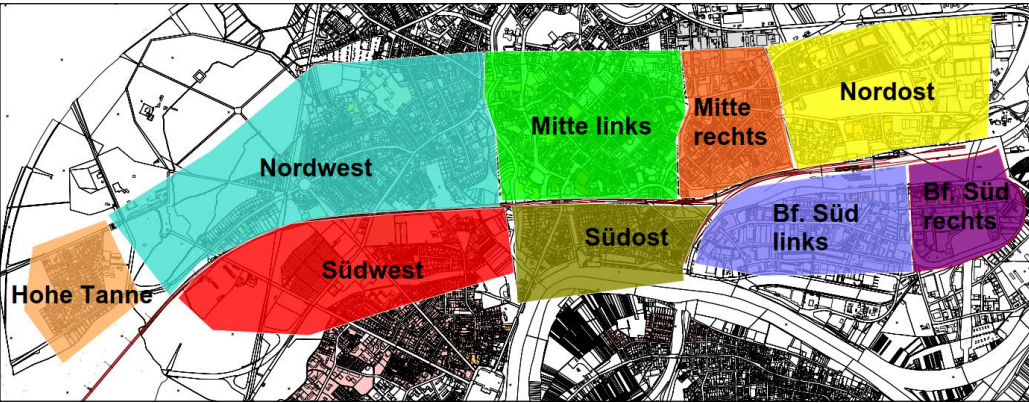 Nordost
Mitte links
Mitte
rechts
Nordwest
Bf. Süd
links
Bf. Süd
rechts
Südost
Südwest
Hohe Tanne